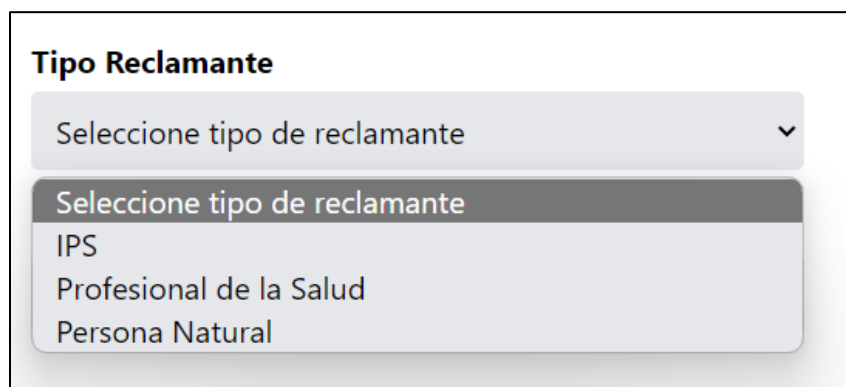 Tipo Reclamante
Seleccione tipo de reclamante
Seleccione tipo de reclamante
IPS
Profesional de la Salud
Persona Natural